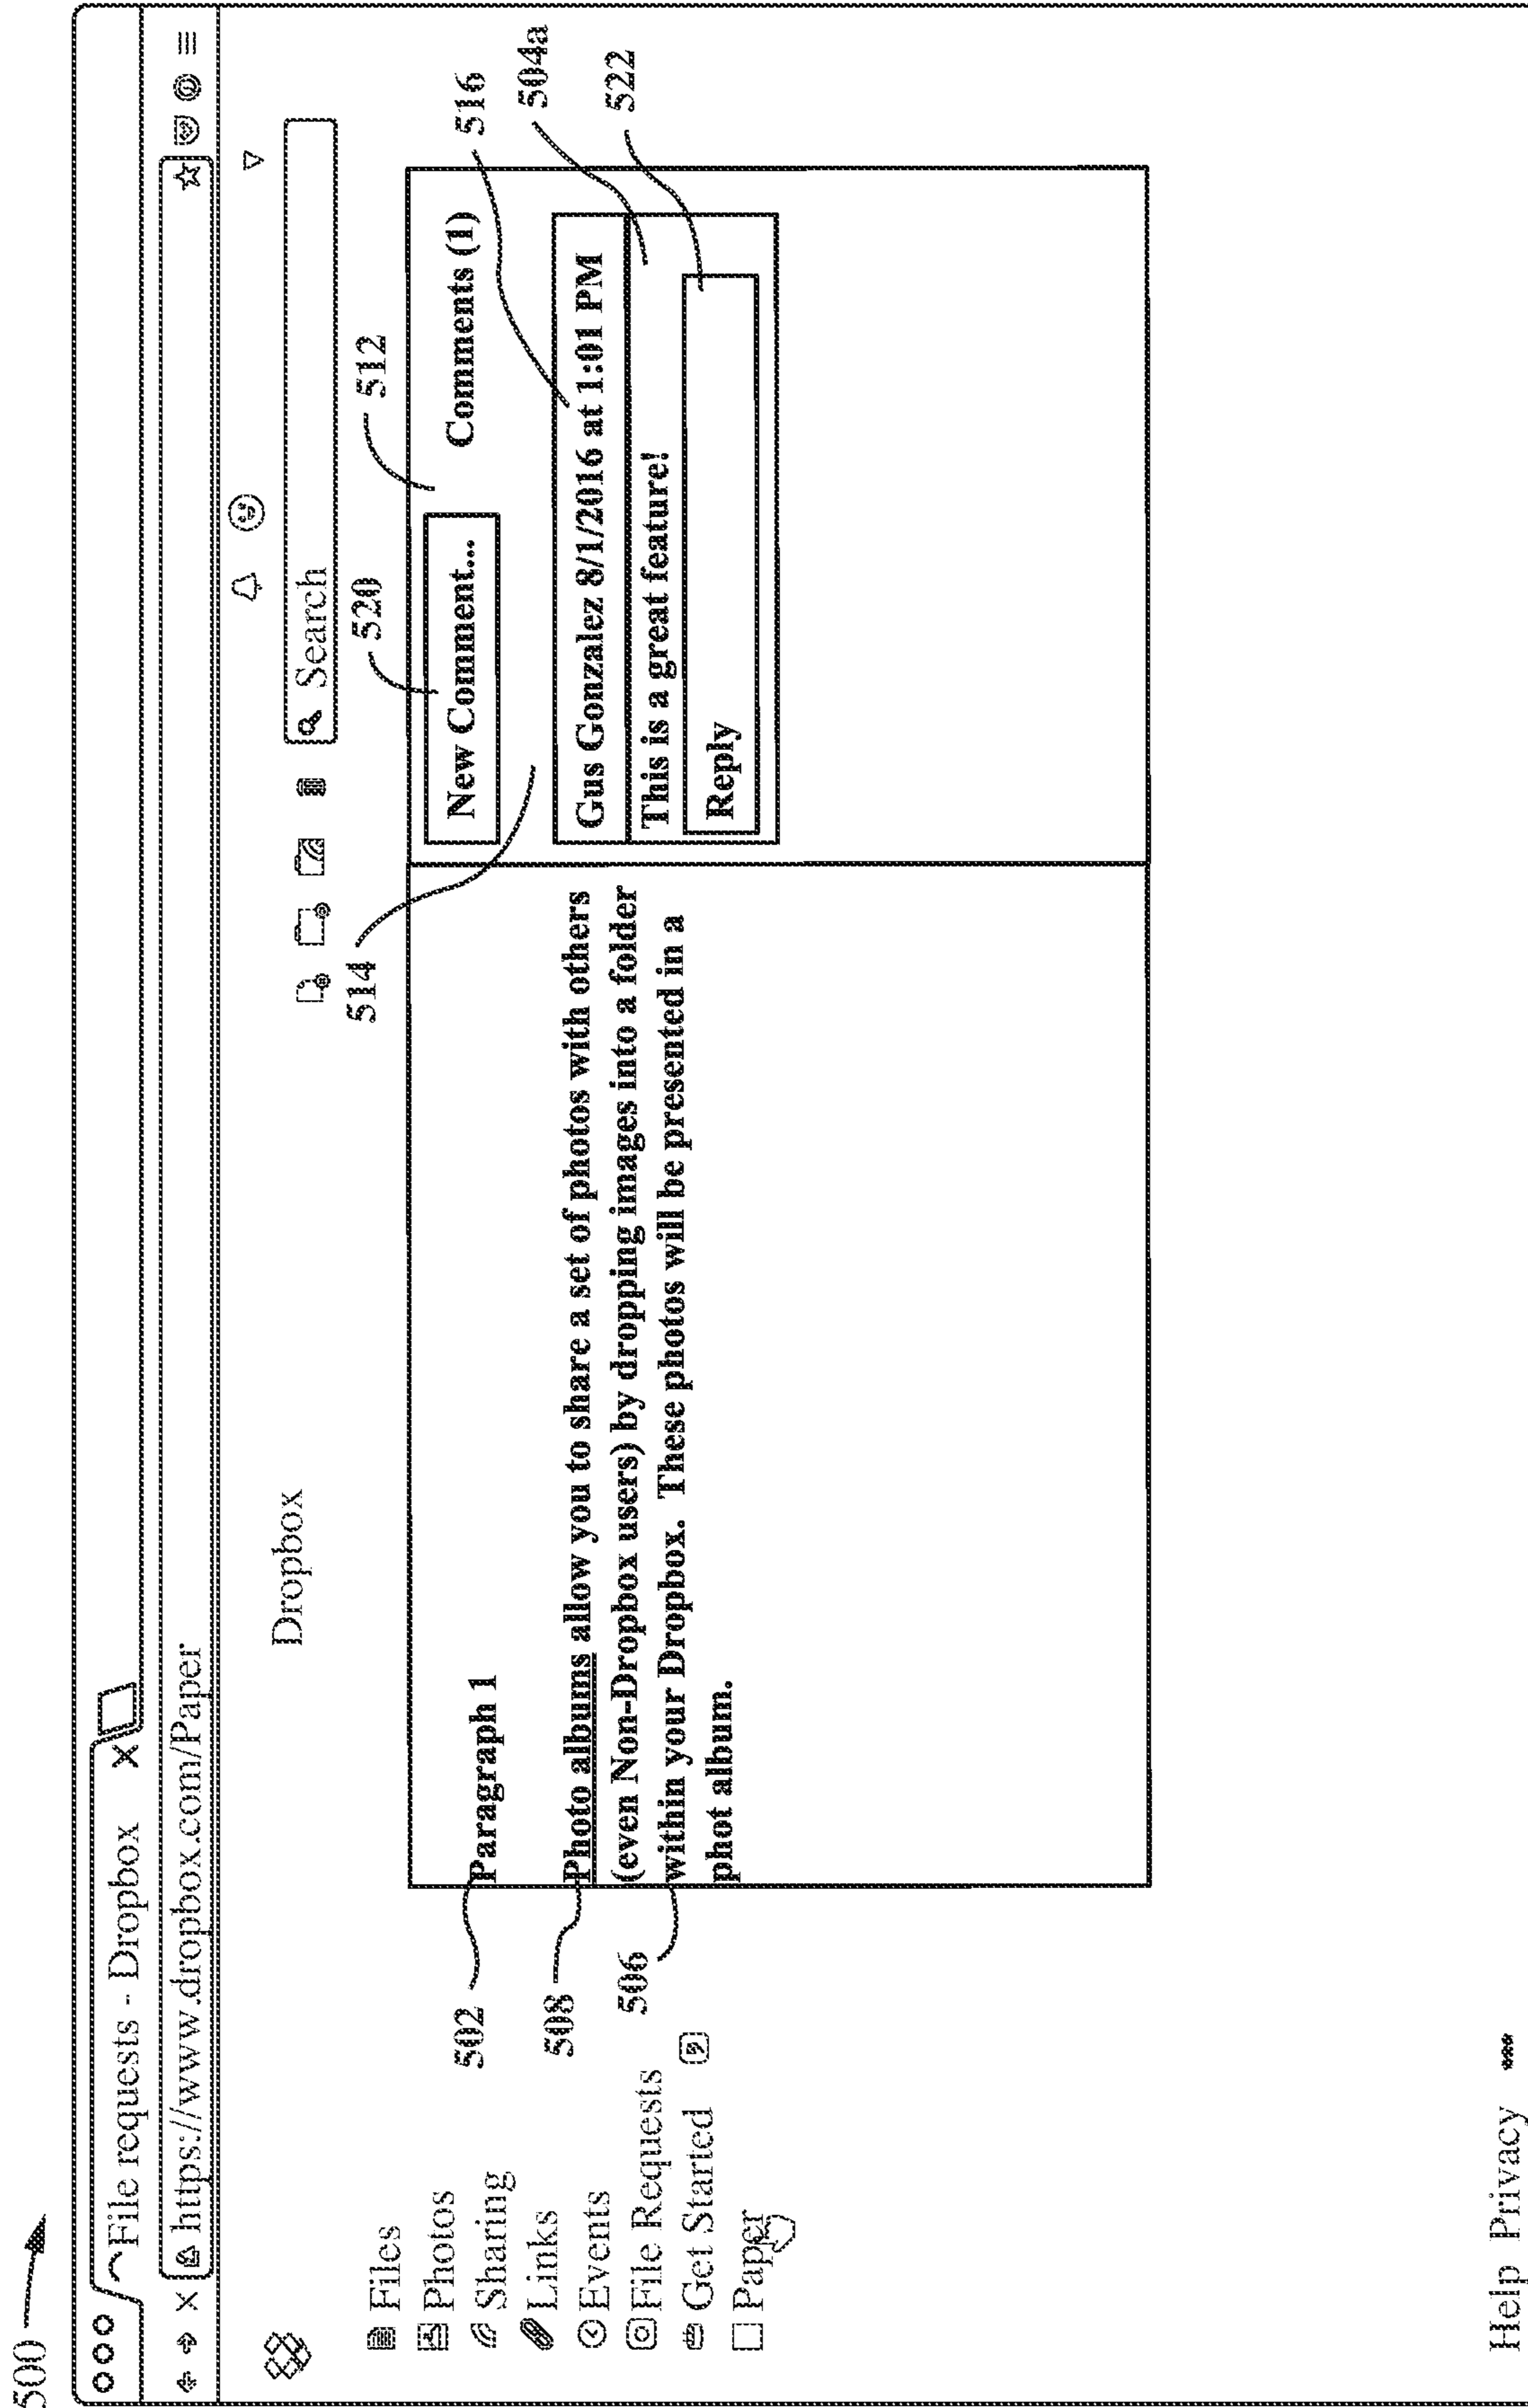 500
File requests - Dropbox X
https://www.dropbox.com/Paper
Dropbox
Search
Files
Photos
Sharing
Links
Events
File Requests
Get Started
Paper
502
508
506
514
520
512
516
504a
522
Paragraph 1
Photo albums allow you to share a set of photos with others
(even Non-Dropbox users) by dropping images into a folder
within your Dropbox. These photos will be presented in a
phot album.
New Comment... Comments (1)
Gus Gonzalez 8/1/2016 at 1:01 PM
This is a great feature!
Reply
Help Privacy